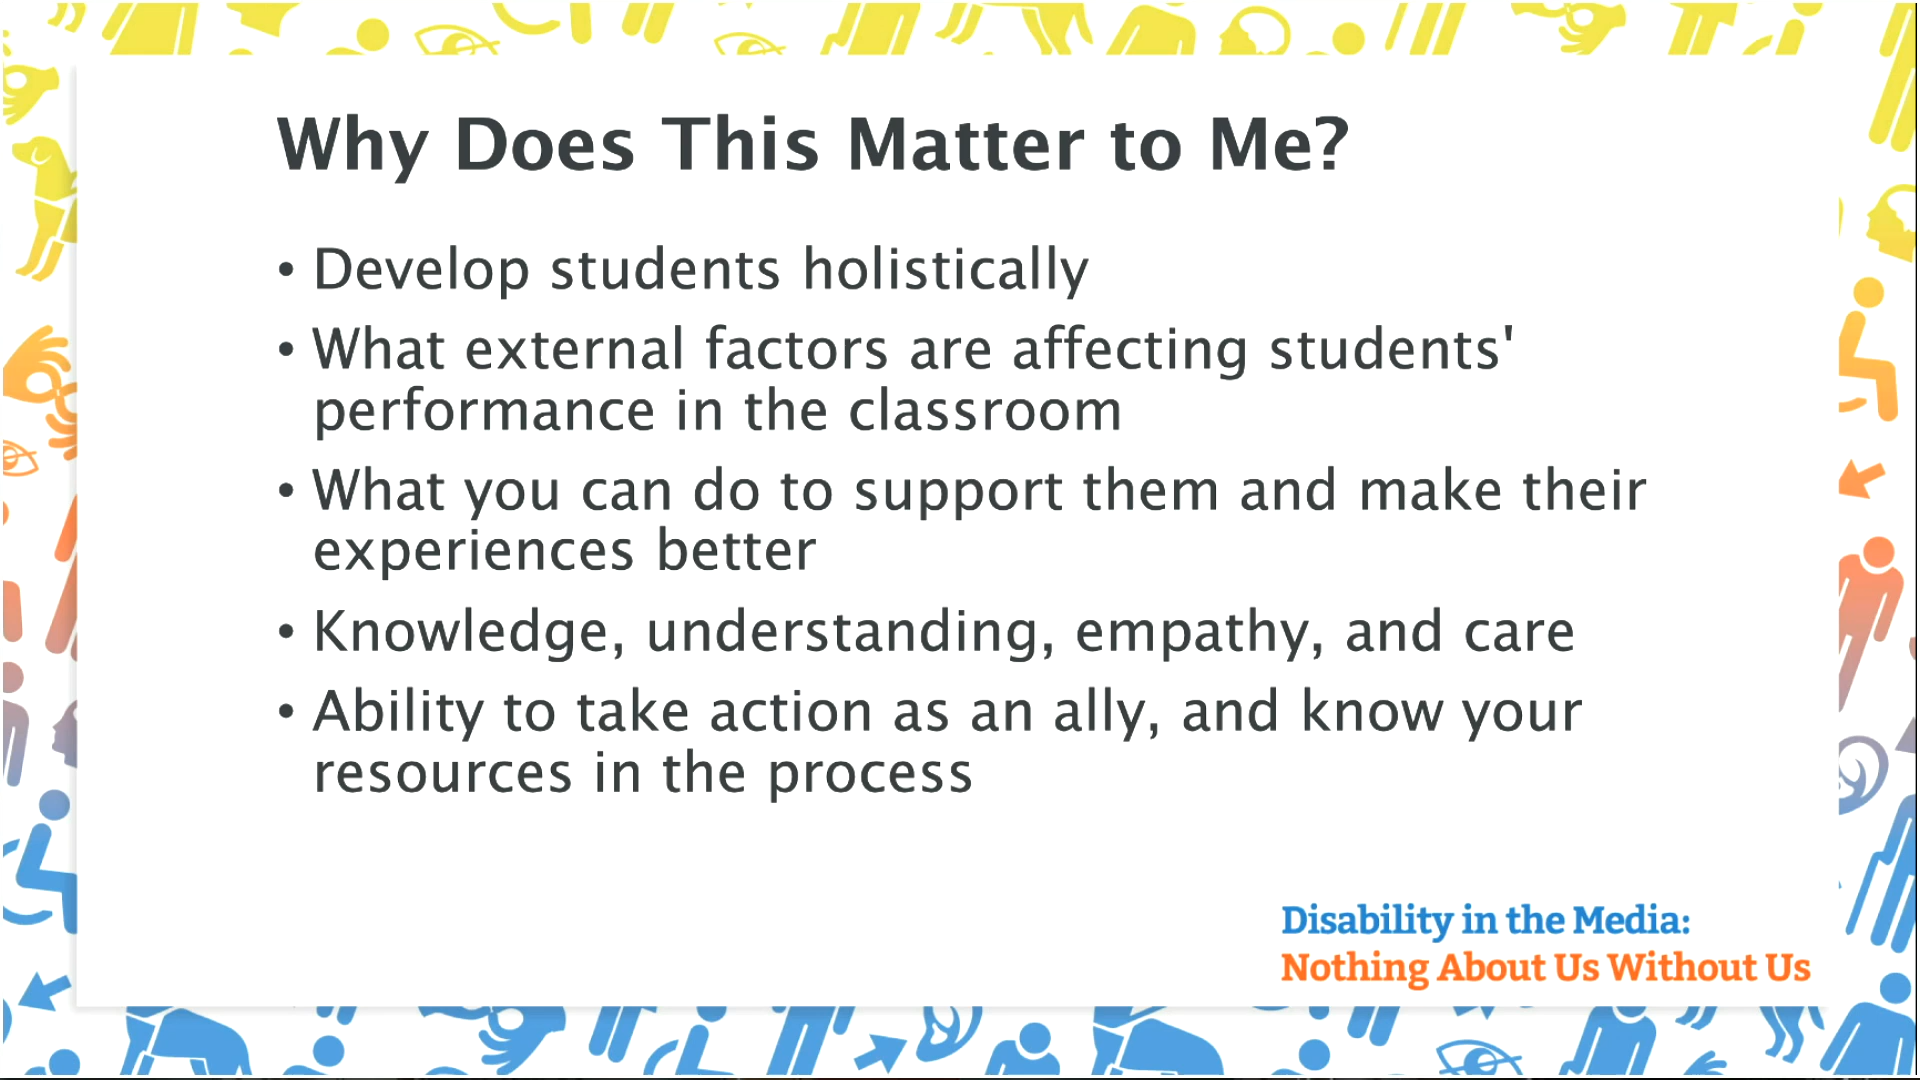 Why Does This Matter to Me?
• Develop students holistically
• What external factors are affecting students'
performance in the classroom
• What you can do to support them and make their
experiences better
• Knowledge, understanding, empathy, and care
• Ability to take action as an ally, and know your
resources in the process
Disability in the Media:
Nothing About Us Without Us